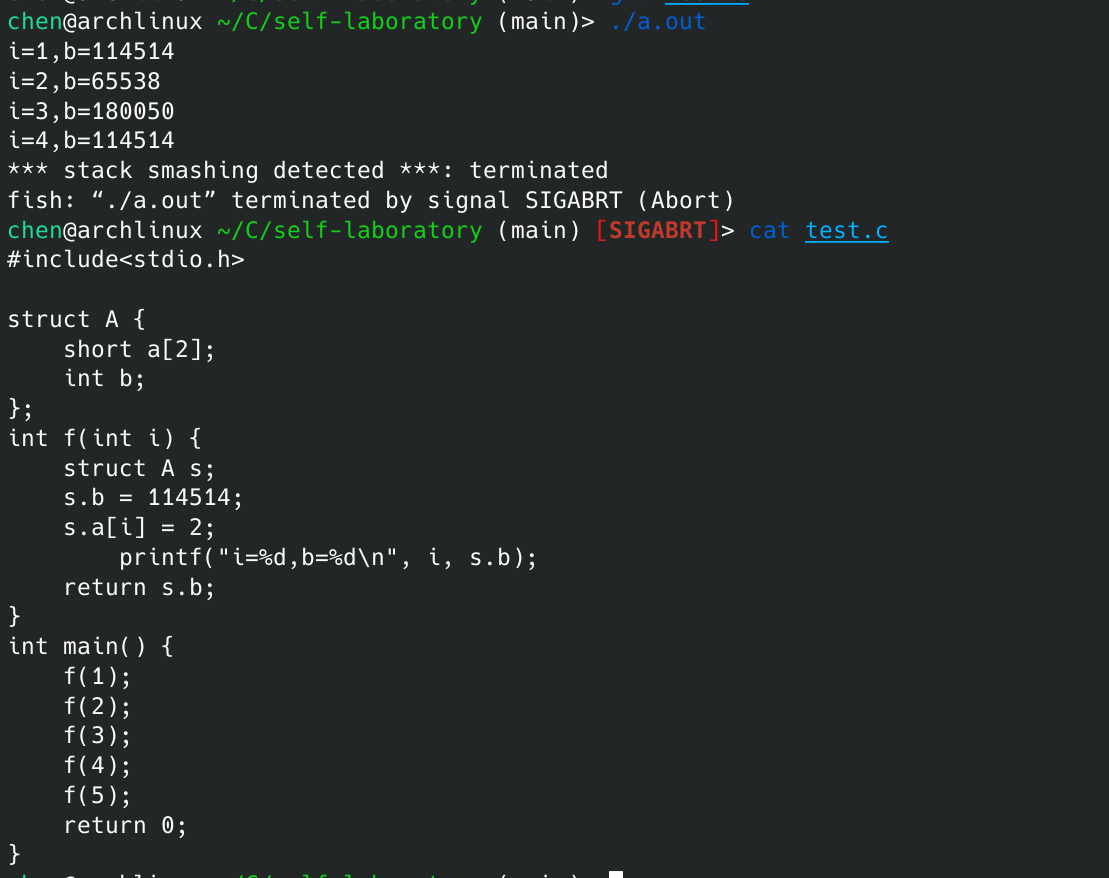 chen@archlinux ~/C/self-laboratory (main)> ./a.out
i=1,b=114514
i=2,b=65538
i=3,b=180050
i=4,b=114514
*** stack smashing detected ***: terminated
fish: “./a.out” terminated by signal SIGABRT (Abort)
chen@archlinux ~/C/self-laboratory (main) [SIGABRT]> cat test.c
#include<stdio.h>

struct A {
    short a[2];
    int b;
};
int f(int i) {
    struct A s;
    s.b = 114514;
    s.a[i] = 2;
        printf("i=%d,b=%d\n", i, s.b);
    return s.b;
}
int main() {
    f(1);
    f(2);
    f(3);
    f(4);
    f(5);
    return 0;
}